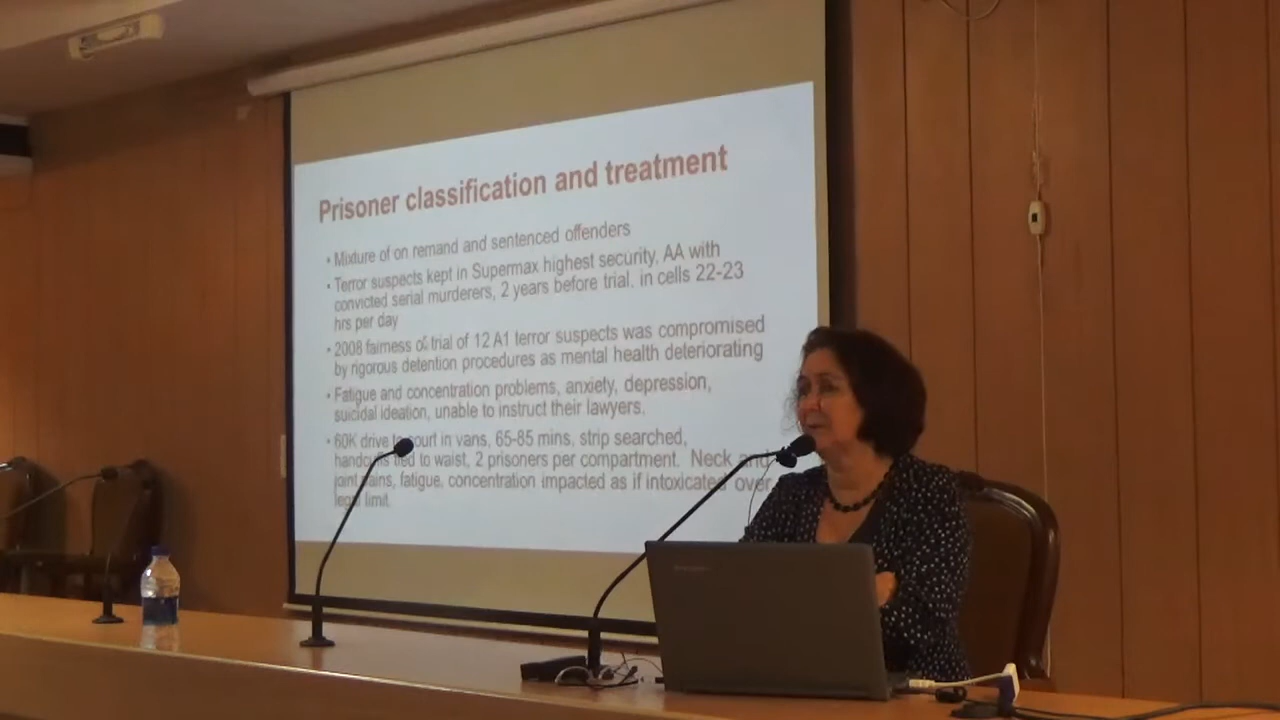 Prisoner classification and treatment
• Mixture of on remand and sentenced offenders
• Terror suspects kept in Supermax highest security, AA with
convicted serial murderers, 2 years before trial, in cells 22-23
hrs per day
• 2008 fairness of trial of 12 A1 terror suspects was compromised
by rigorous detention procedures as mental health deteriorating
• Fatigue and concentration problems, anxiety, depression,
suicidal ideation, unable to instruct their lawyers,
• 60K drive to court in vans, 65-85 mins, strip searched,
handcuffs tied to waist, 2 prisoners per compartment. Neck and
joint pains, fatigue, concentration impacted as if intoxicated over
legal limit.